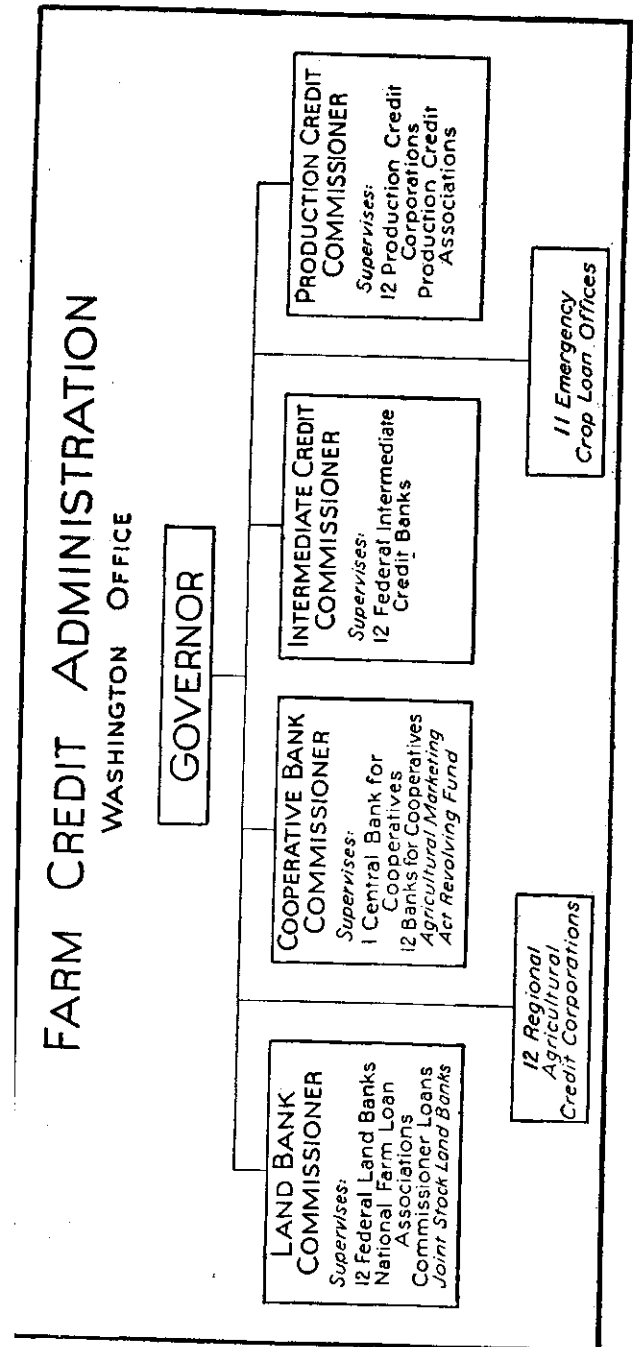 FARM CREDIT ADMINISTRATION
WASHINGTON OFFICE
GOVERNOR
LAND BANK
COMMISSIONER
Supervises:
12 Federal Land Banks
National Farm Loan
Associations
Commissioner Loans
Joint Stock Land Banks
COOPERATIVE BANK
COMMISSIONER
Supervises:
1 Central Bank for
Cooperatives
12 Banks for Cooperatives
Agricultural Marketing
Act Revolving Fund
INTERMEDIATE CREDIT
COMMISSIONER
Supervises:
12 Federal Intermediate
Credit Banks
PRODUCTION CREDIT
COMMISSIONER
Supervises:
12 Production Credit
Corporations
Production Credit
Associations
12 Regional
Agricultural
Credit Corporations
11 Emergency
Crop Loan Offices